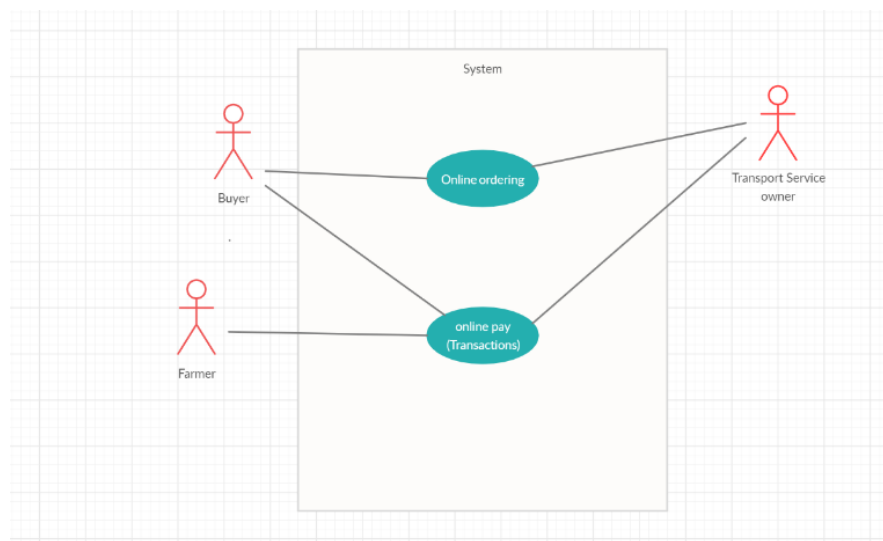 System
Buyer
Online ordering
Transport Service
owner
online pay
(Transactions)
Farmer